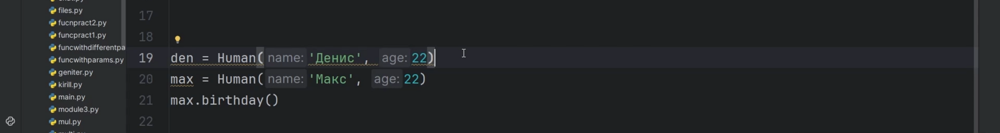 files.py
fucnpract2.py
funcpract1.py
funcwithdifferentpa
funcwithparams.py
geniter.py
kirill.py
main.py
module3.py
mul.py
17
18
19 den = Human( name: 'Денис', age: 22)
20 max = Human( name: 'Макс', age: 22)
21 max.birthday()
22